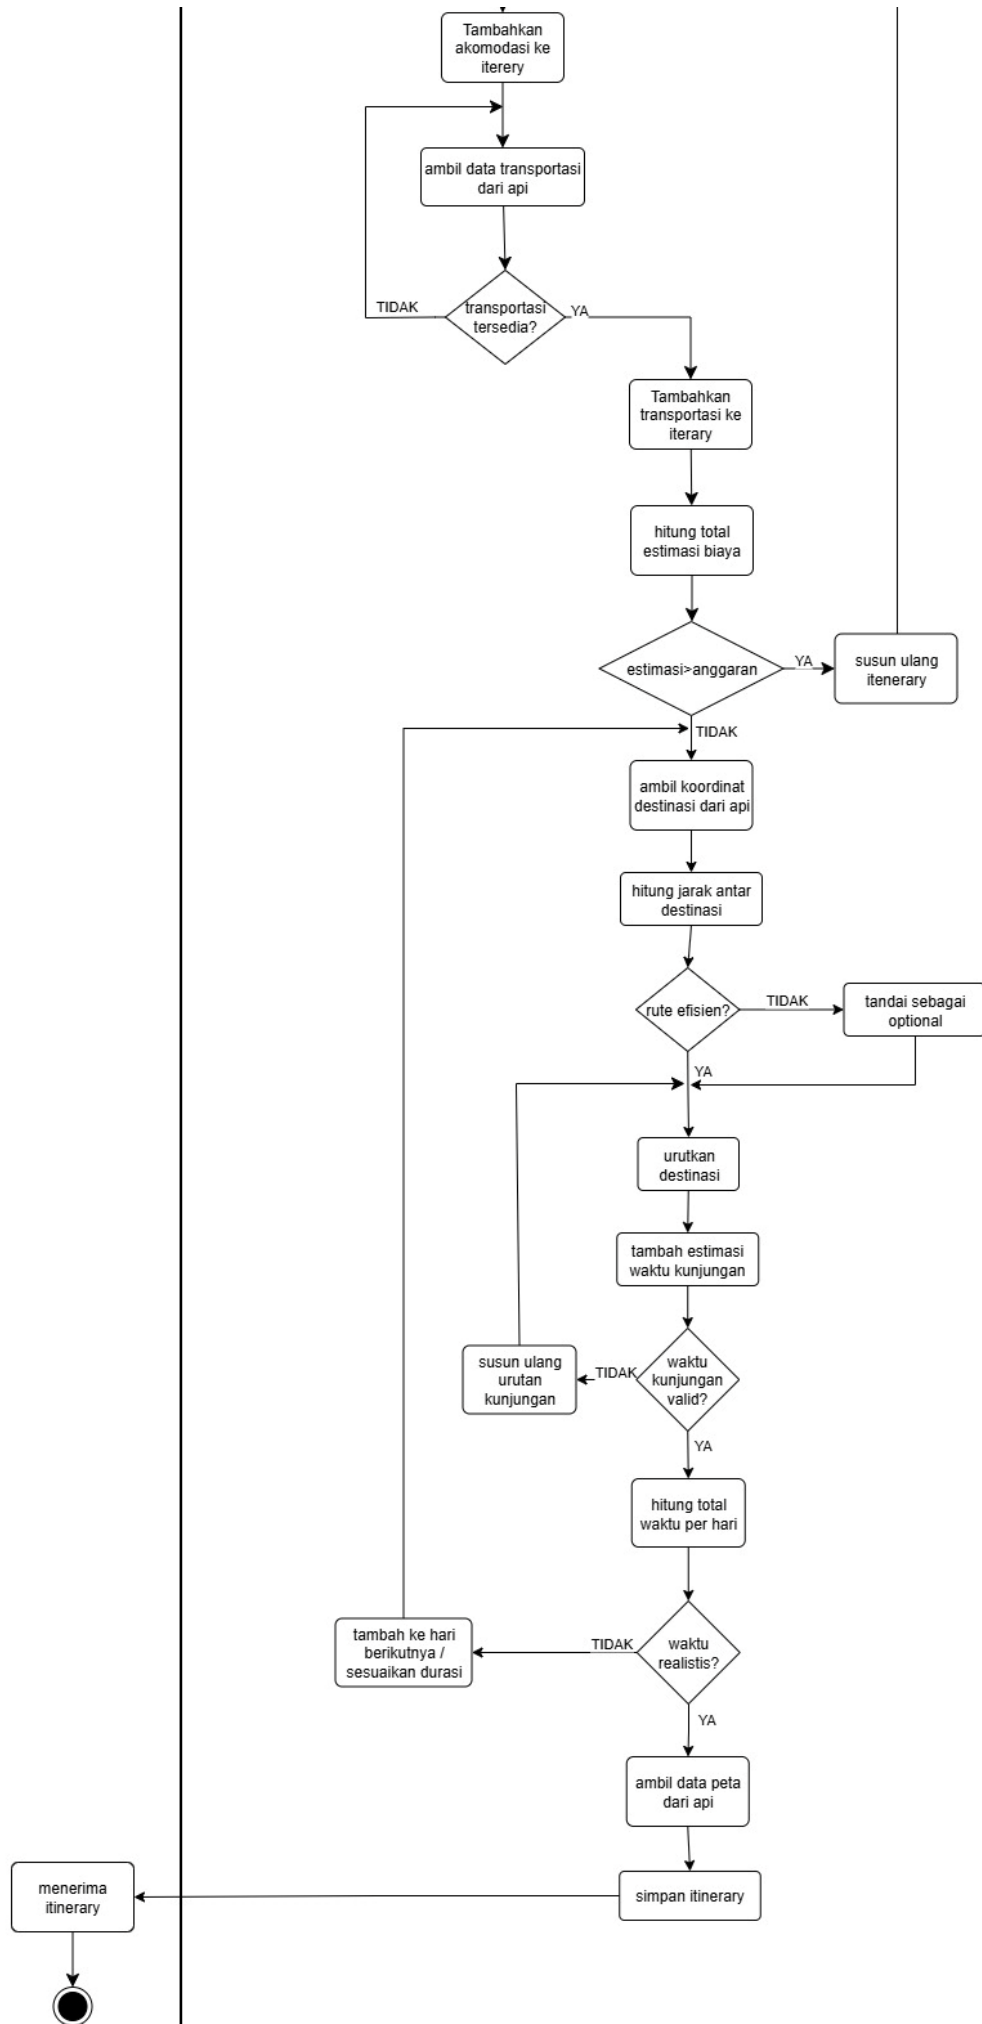 Tambahkan
akomodasi ke
iterery
ambil data transportasi
dari api
transportasi
tersedia?
TIDAK
YA
Tambahkan
transportasi ke
iterary
hitung total
estimasi biaya
estimasi>anggaran
YA
susun ulang
itenerary
TIDAK
ambil koordinat
destinasi dari api
hitung jarak antar
destinasi
rute efisien?
TIDAK
tandai sebagai
optional
YA
urutkan
destinasi
tambah estimasi
waktu kunjungan
waktu
kunjungan
valid?
TIDAK
susun ulang
urutan
kunjungan
YA
hitung total
waktu per hari
waktu
realistis?
TIDAK
tambah ke hari
berikutnya /
sesuaikan durasi
YA
ambil data peta
dari api
simpan itinerary
menerima
itinerary